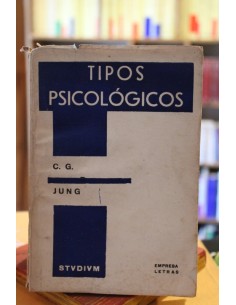 TIPOS
PSICOLÓGICOS
C. G.
JUNG
STVDIVM
EMPRESA
LETRAS